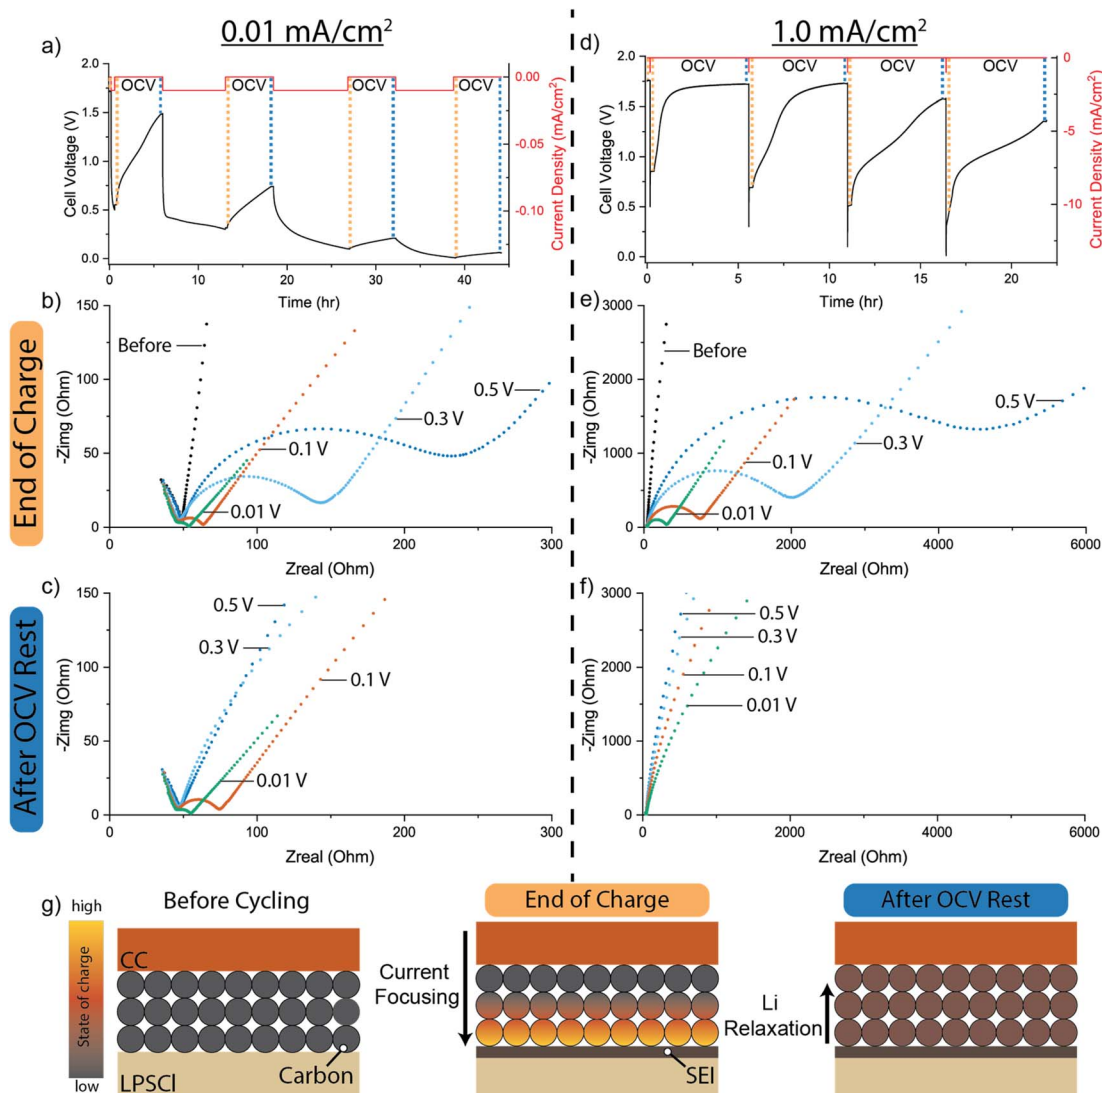 0.01 mA/cm²
1.0 mA/cm²
a)
OCV OCV OCV OCV
2.0
1.5
1.0
0.5
0.0
Cell Voltage (V)
0.00
-0.05
-0.10
Current Density (mA/cm²)
0 10 20 30 40
Time (hr)
d)
OCV OCV OCV OCV
2.0
1.5
1.0
0.5
0.0
Cell Voltage (V)
0
-5
-10
Current Density (mA/cm²)
0 5 10 15 20
Time (hr)
End of Charge
b)
150
100
50
0
-Zimg (Ohm)
Before
0.5 V
0.3 V
0.1 V
0.01 V
0 100 200 300
Zreal (Ohm)
e)
3000
2000
1000
0
-Zimg (Ohm)
Before
0.5 V
0.3 V
0.1 V
0.01 V
0 2000 4000 6000
Zreal (Ohm)
After OCV Rest
c)
150
100
50
0
-Zimg (Ohm)
0.5 V
0.3 V
0.1 V
0.01 V
0 100 200 300
Zreal (Ohm)
f)
3000
2000
1000
0
-Zimg (Ohm)
0.5 V
0.3 V
0.1 V
0.01 V
0 2000 4000 6000
Zreal (Ohm)
g)
high
State of charge
low
Before Cycling
CC
Carbon
LPSCl
Current
Focusing
End of Charge
SEI
Li
Relaxation
After OCV Rest